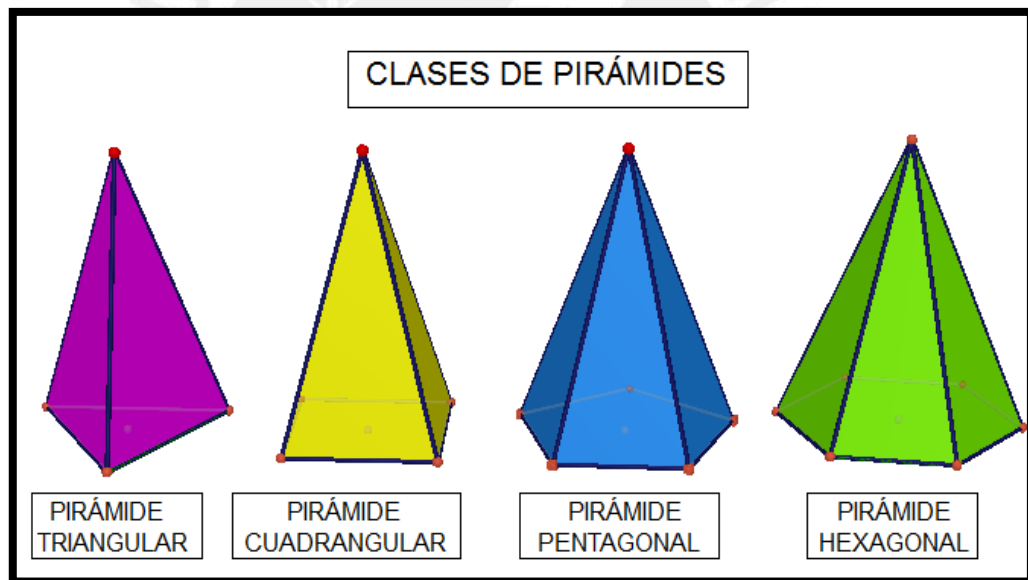 CLASES DE PIRÁMIDES
PIRÁMIDE
TRIANGULAR
PIRÁMIDE
CUADRANGULAR
PIRÁMIDE
PENTAGONAL
PIRÁMIDE
HEXAGONAL